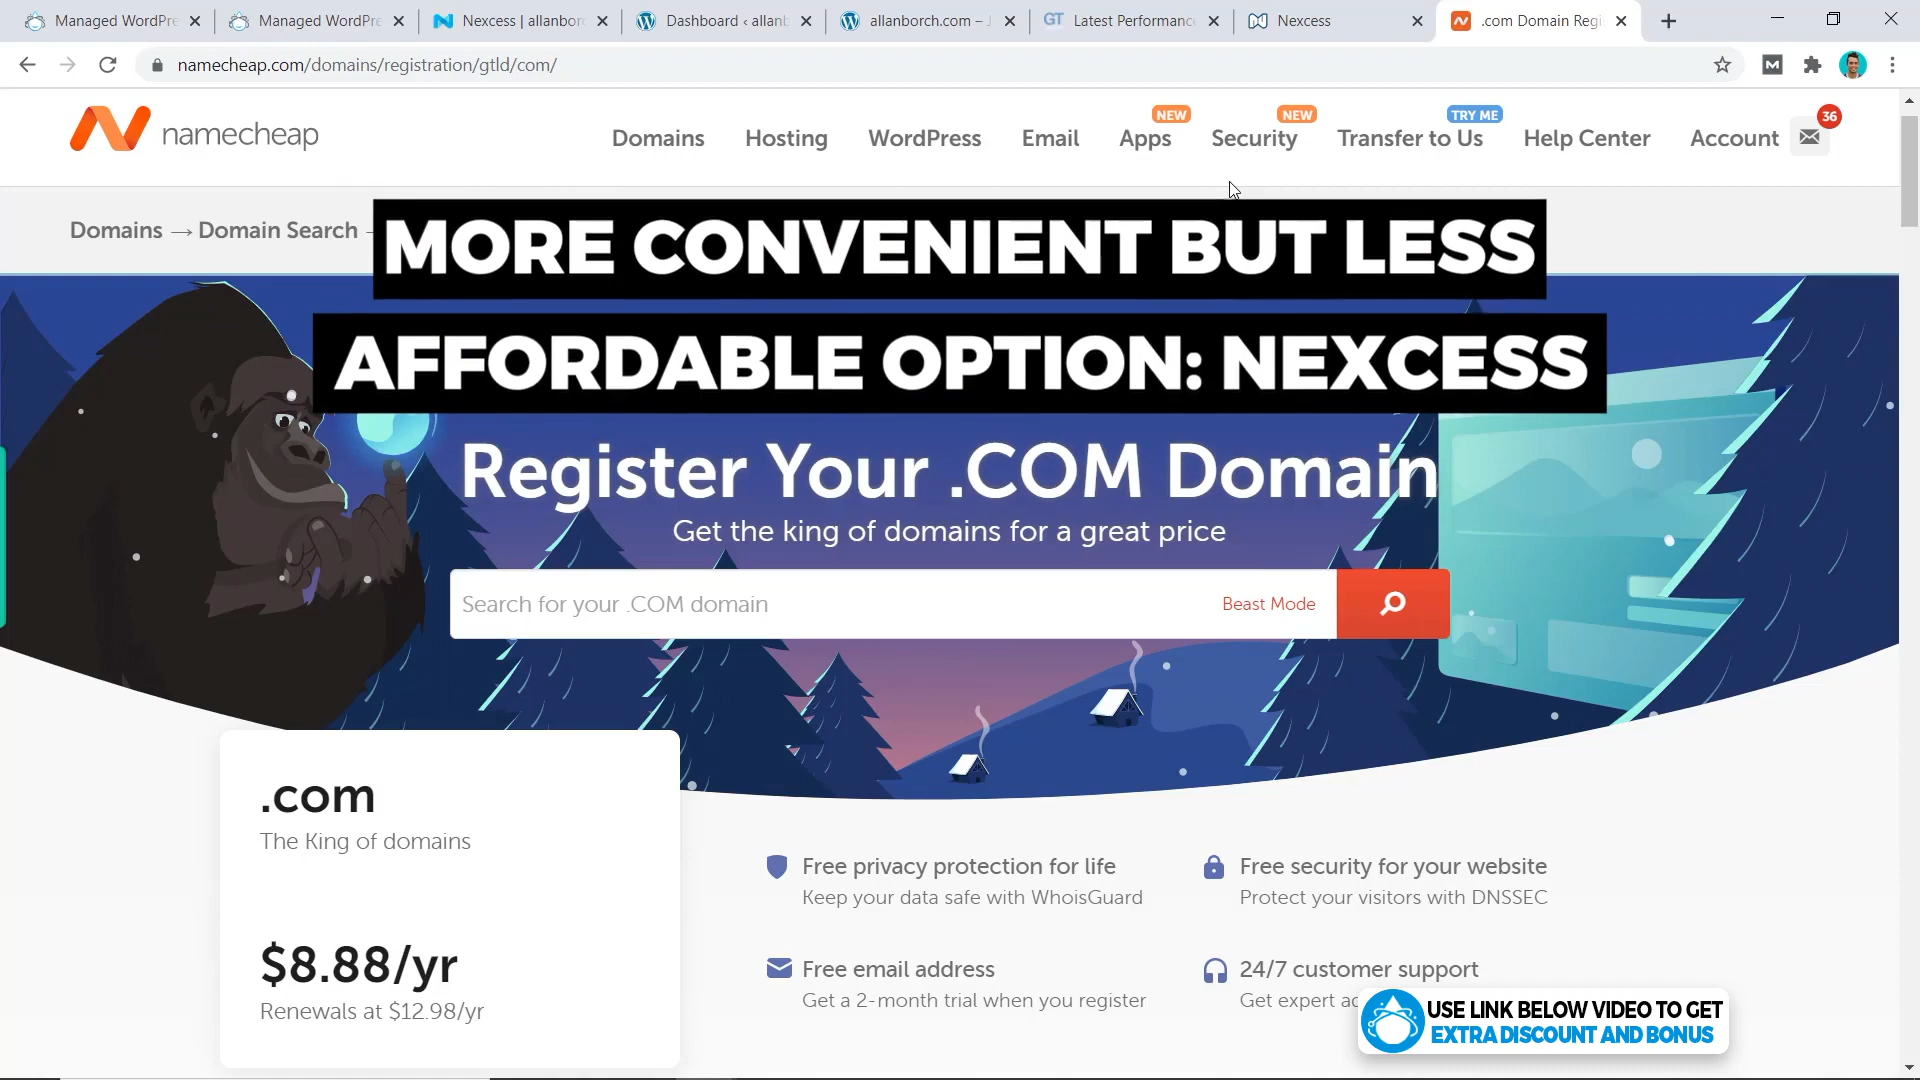 Managed WordPre
Managed WordPre
Nexcess | allanbor
Dashboard ‹ allanb
allanborch.com –
GT Latest Performanc
Nexcess
.com Domain Regi
namecheap.com/domains/registration/gtld/com/
M
namecheap
Domains
Hosting
WordPress
Email
NEW
Apps
NEW
Security
TRY ME
Transfer to Us
Help Center
Account
36
Domains → Domain Search
MORE CONVENIENT BUT LESS
AFFORDABLE OPTION: NEXCESS
Register Your .COM Domain
Get the king of domains for a great price
Search for your .COM domain
Beast Mode
.com
The King of domains
$8.88/yr
Renewals at $12.98/yr
Free privacy protection for life
Keep your data safe with WhoisGuard
Free security for your website
Protect your visitors with DNSSEC
Free email address
Get a 2-month trial when you register
24/7 customer support
Get expert
USE LINK BELOW VIDEO TO GET
EXTRA DISCOUNT AND BONUS